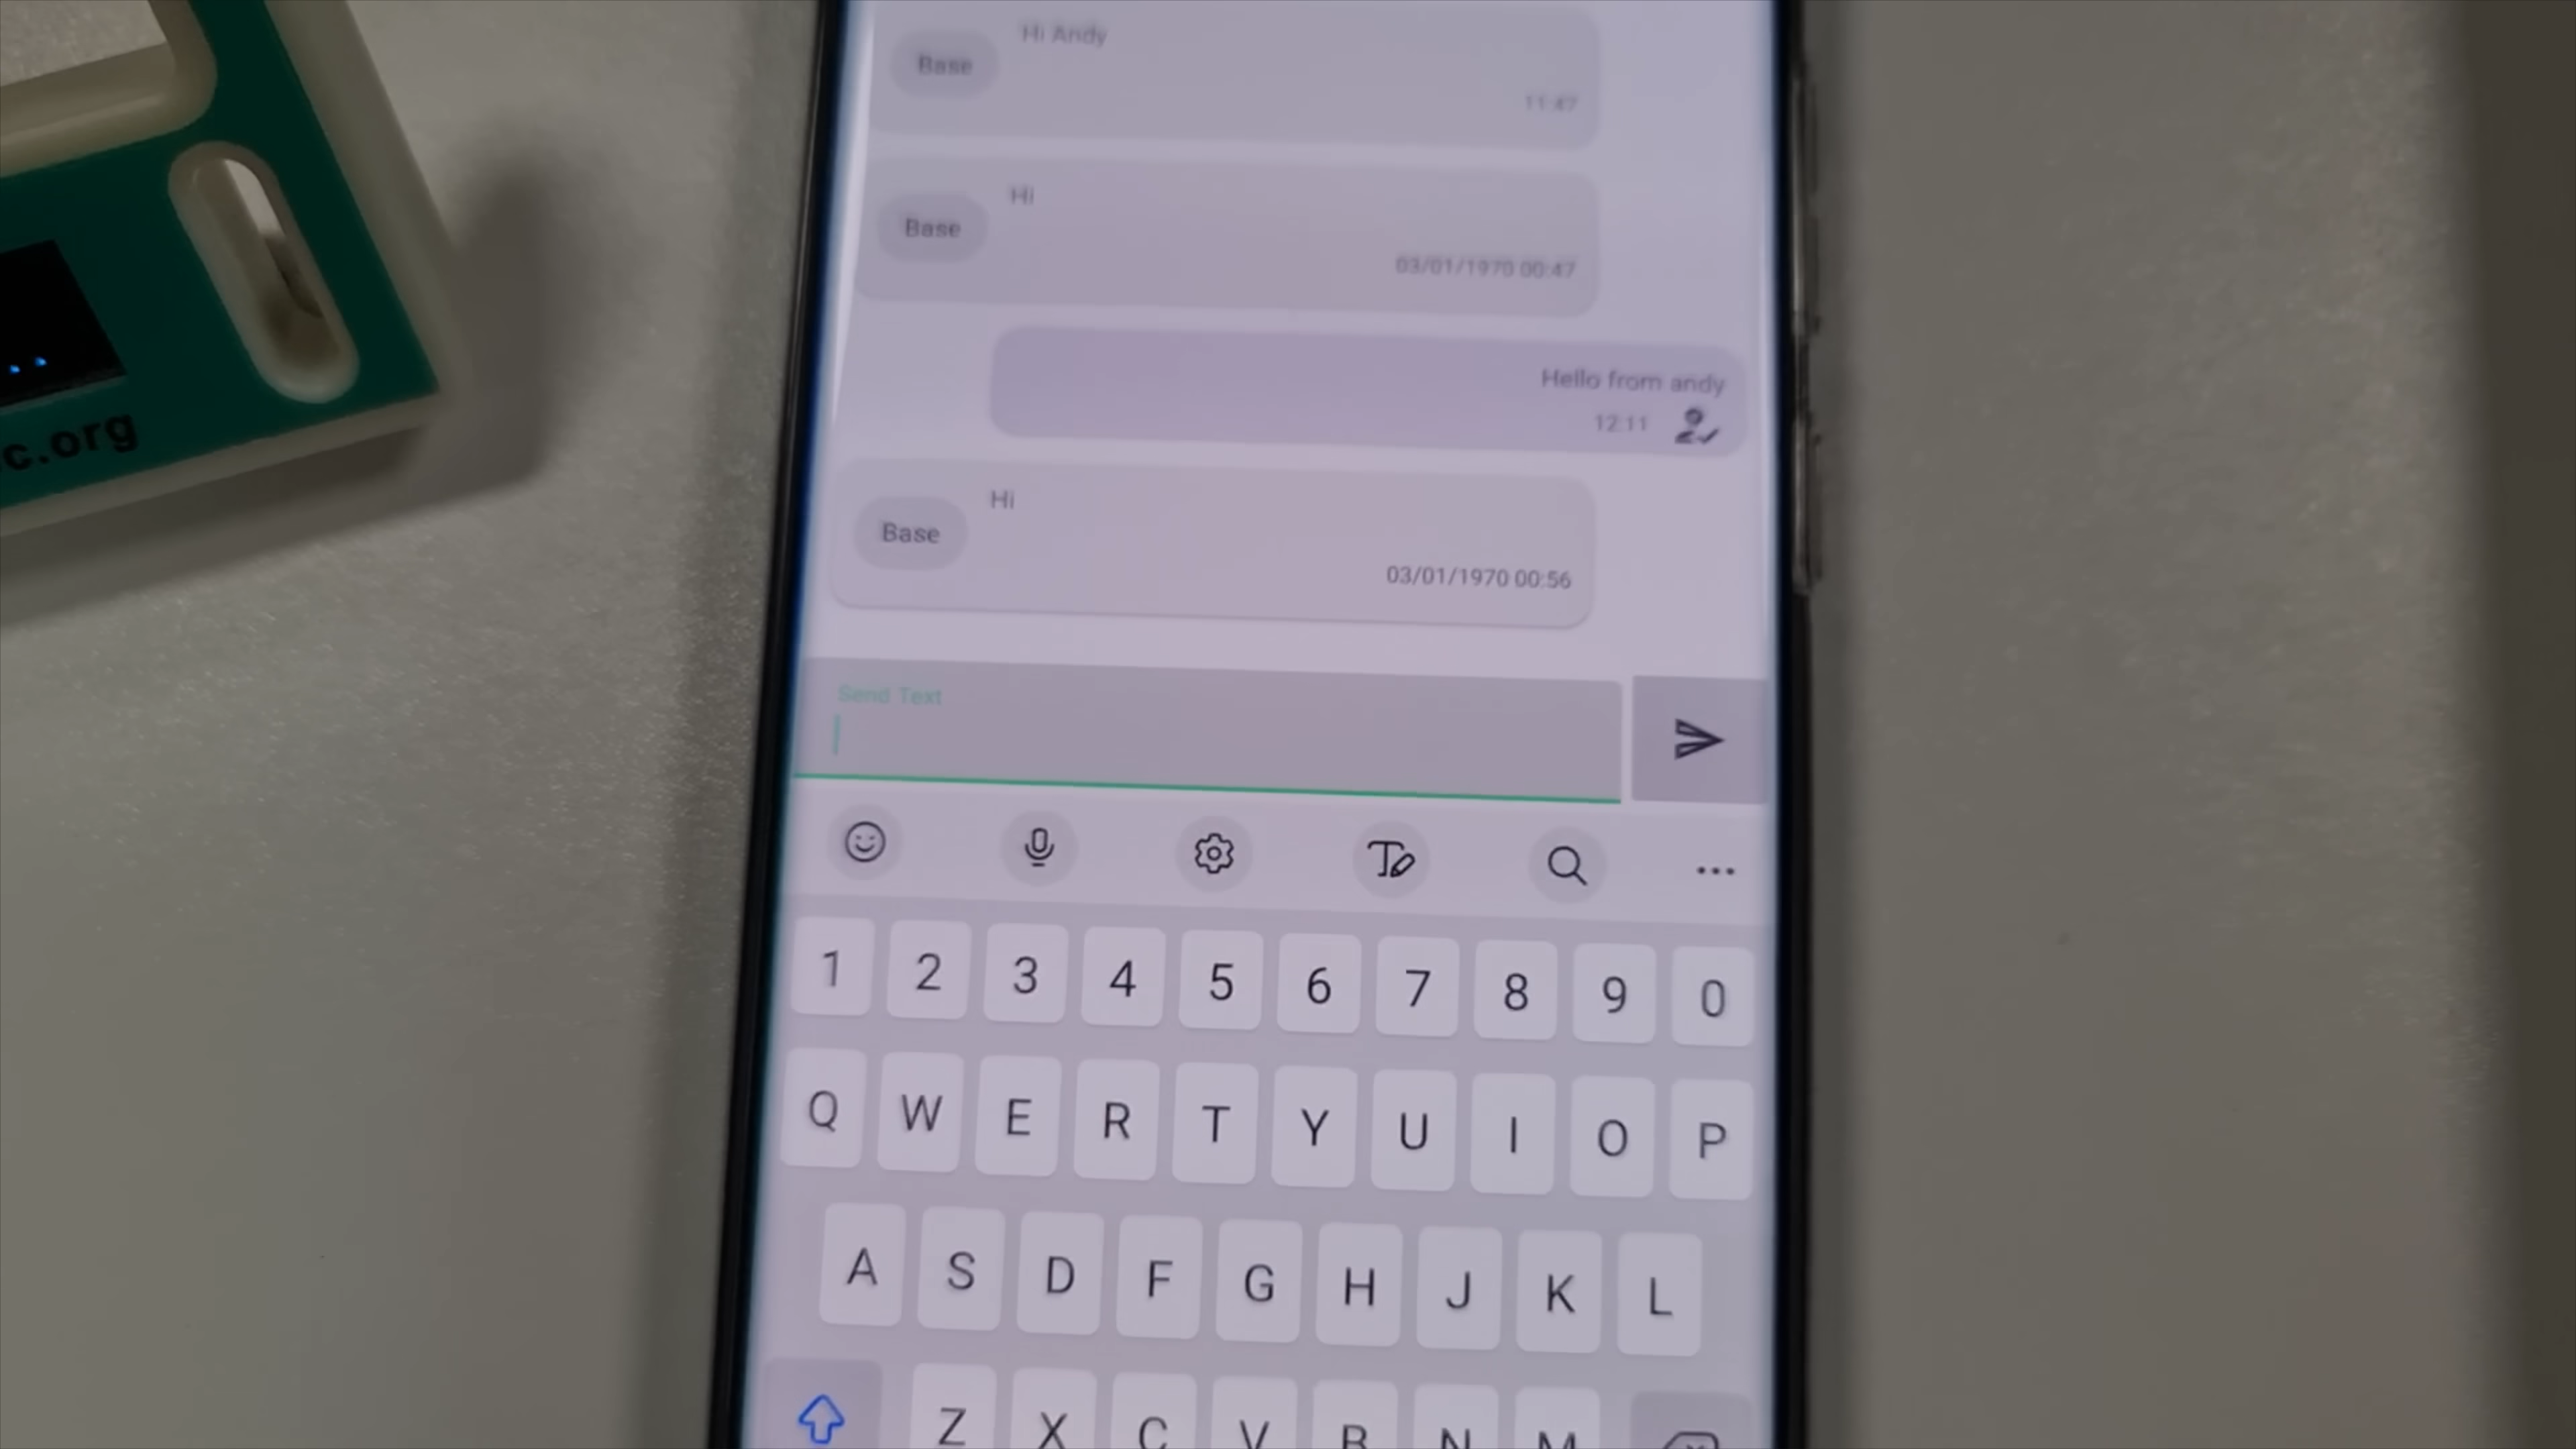 Hi Andy
Base
11:47
Hi
Base
03/01/1970 00:47
Hello from andy
12:11
Hi
Base
03/01/1970 00:56
c.org
Send Text
1 2 3 4 5 6 7 8 9 0
Q W E R T Y U I O P
A S D F G H J K L
Z X C V B N M